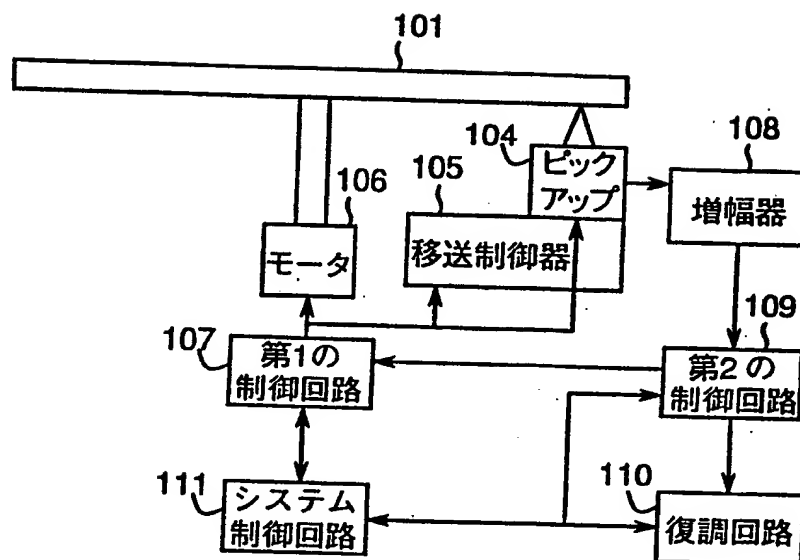 101
104
ピック
アップ
108
増幅器
105
移送制御器
106
モータ
109
第2の
制御回路
107
第1の
制御回路
111
システム
制御回路
110
復調回路